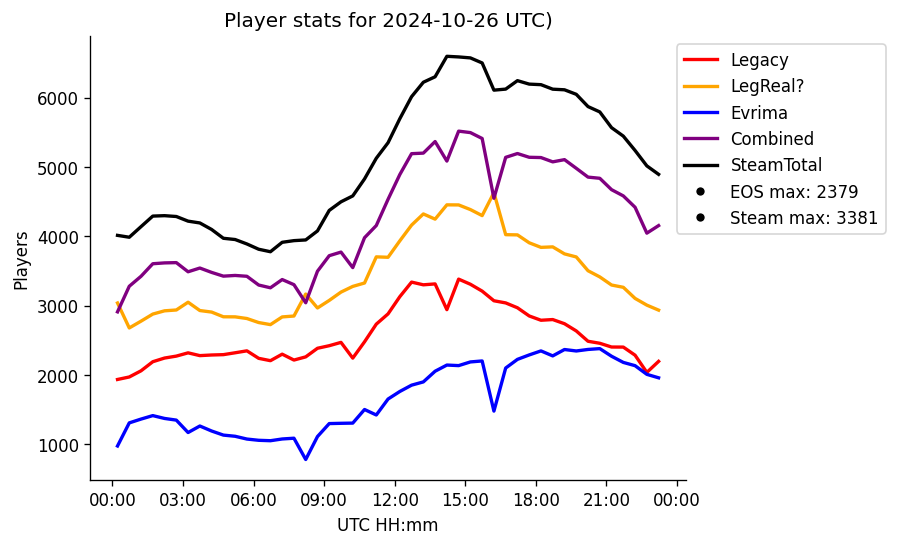 Player stats for 2024-10-26 UTC)
Legacy
LegReal?
Evrima
Combined
SteamTotal
EOS max: 2379
Steam max: 3381
Players
6000
5000
4000
3000
2000
1000
00:00 03:00 06:00 09:00 12:00 15:00 18:00 21:00 00:00
UTC HH:mm